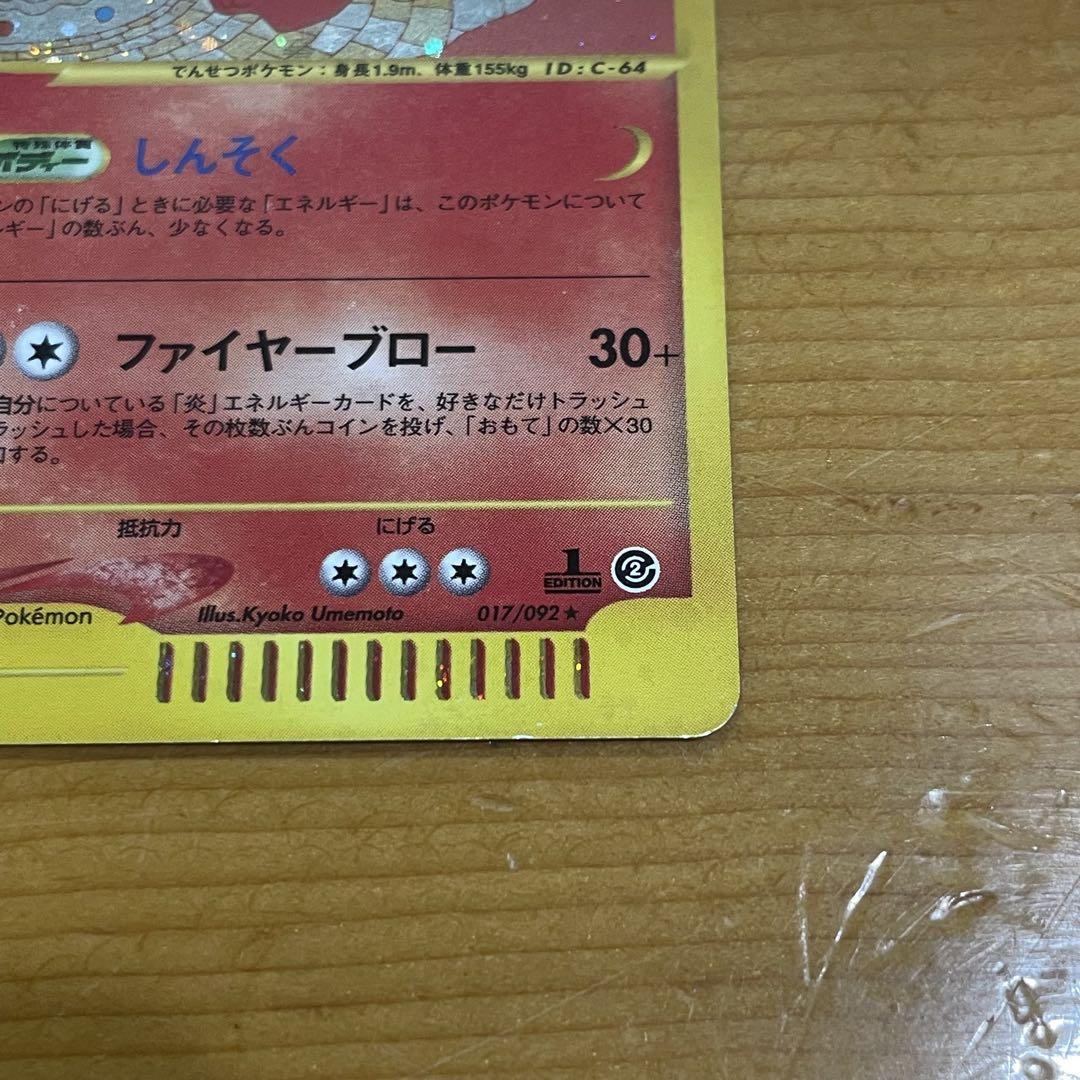 でんせつポケモン：身長1.9m、体重155kg ID：C-64
特殊体質
ボディー しんそく
ンの「にげる」ときに必要な「エネルギー」は、このポケモンについて
ルギー」の数ぶん、少なくなる。
ファイヤーブロー 30+
自分についている「炎」エネルギーカードを、好きなだけトラッシュ
ラッシュした場合、その枚数ぶんコインを投げ、「おもて」の数×30
加する。
抵抗力 にげる
1
EDITION 2
Pokémon Illus.Kyoko Umemoto 017/092★